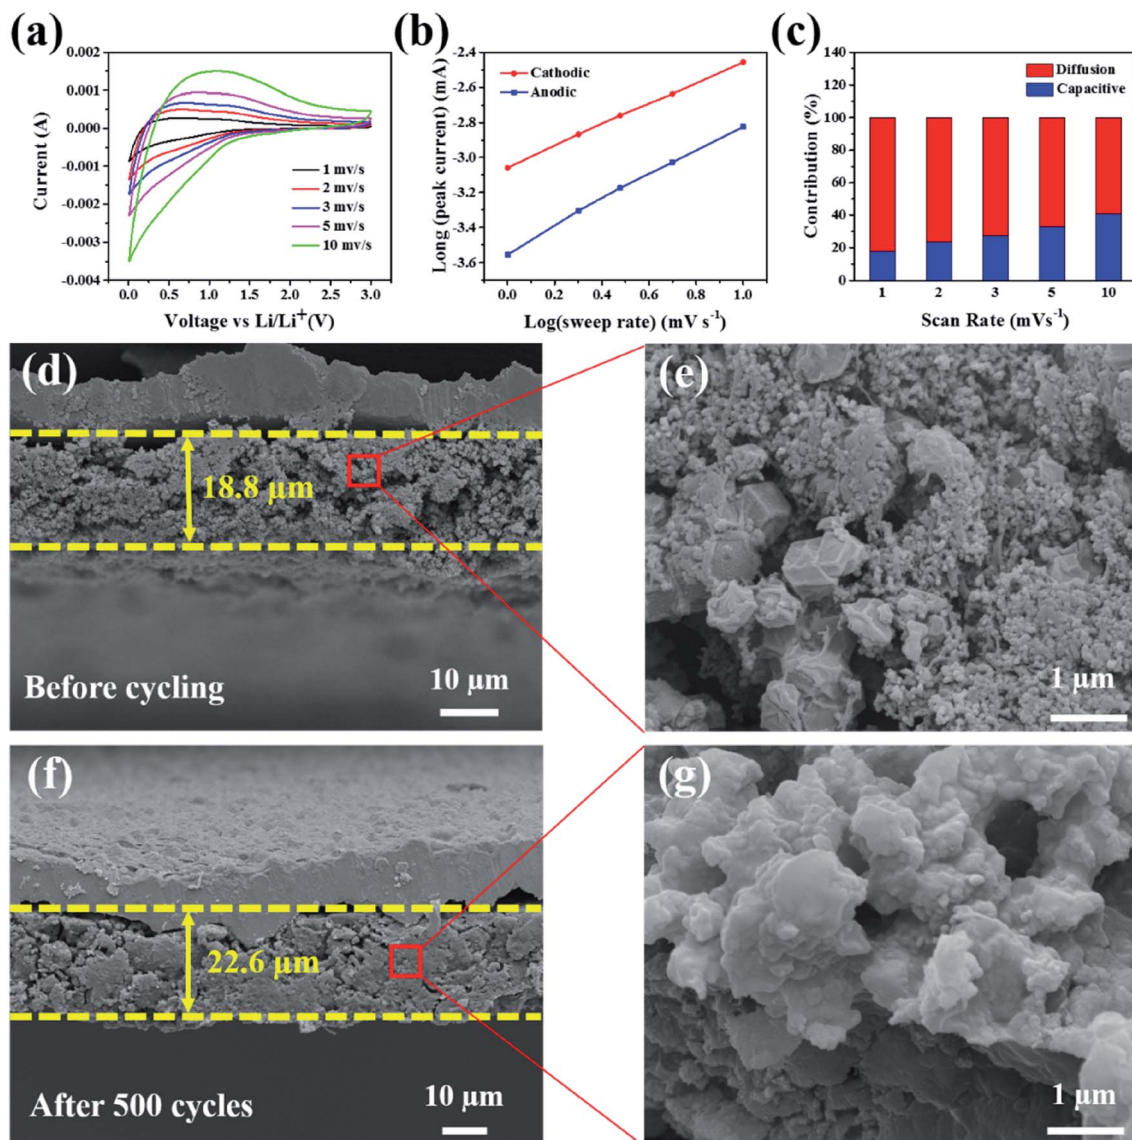 (a)
0.002
0.001
0.000
-0.001
-0.002
-0.003
-0.004
Current (A)
1 mv/s
2 mv/s
3 mv/s
5 mv/s
10 mv/s
0.0 0.5 1.0 1.5 2.0 2.5 3.0
Voltage vs Li/Li⁺(V)
(b)
-2.4
-2.6
-2.8
-3.0
-3.2
-3.4
-3.6
Long (peak current) (mA)
Cathodic
Anodic
0.0 0.2 0.4 0.6 0.8 1.0
Log(sweep rate) (mV s⁻¹)
(c)
140
120
100
80
60
40
20
0
Contribution (%)
Diffusion
Capacitive
1 2 3 5 10
Scan Rate (mVs⁻¹)
(d)
18.8 µm
Before cycling
10 µm
(e)
1 µm
(f)
22.6 µm
After 500 cycles
10 µm
(g)
1 µm